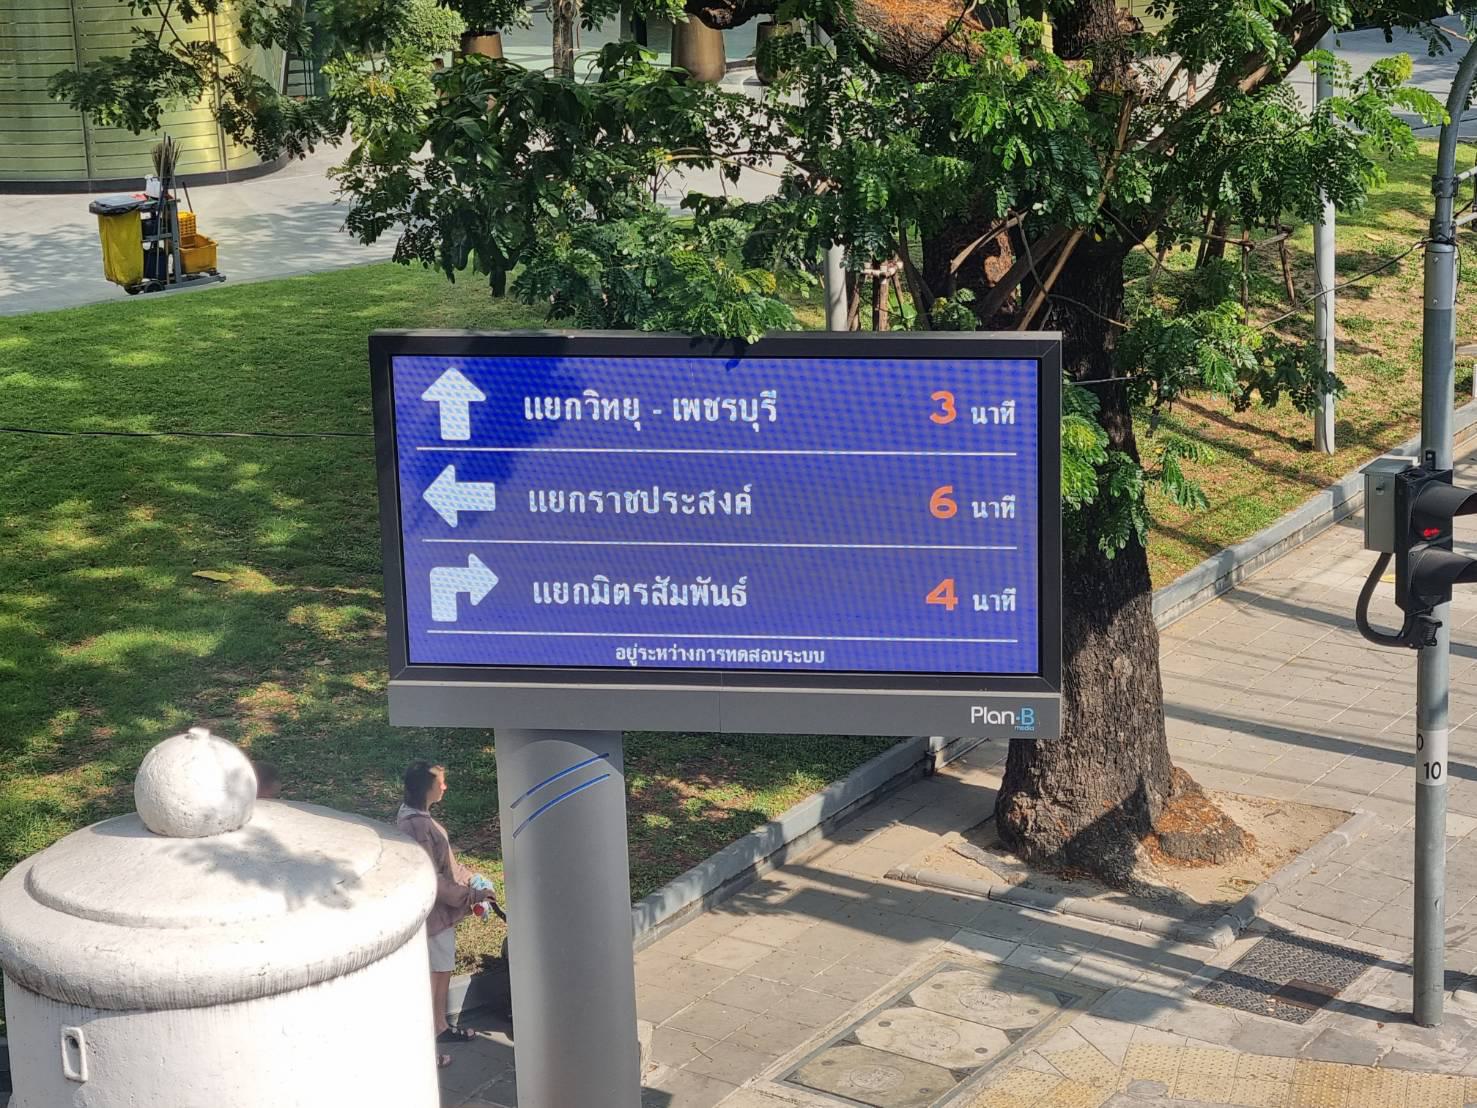 แยกวิทยุ - เพชรบุรี 3 นาที
แยกราชประสงค์ 6 นาที
แยกมิตรสัมพันธ์ 4 นาที
อยู่ระหว่างการทดสอบระบบ
Plan-B
media
10